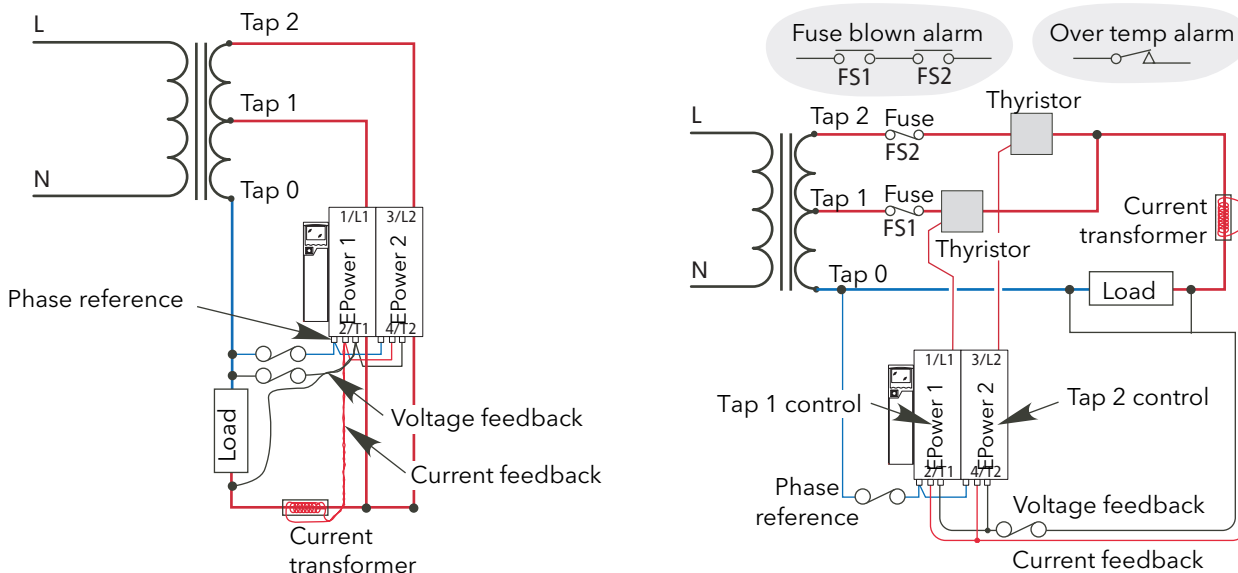 L
Tap 2
Tap 1
N
Tap 0
1/L1
3/L2
EPower 1
EPower 2
Phase reference
2/T1
4/T2
Voltage feedback
Load
Current feedback
Current
transformer
Fuse blown alarm
FS1
FS2
Over temp alarm
Thyristor
L
Tap 2
Fuse
FS2
Tap 1
Fuse
FS1
Thyristor
Current
transformer
N
Tap 0
Load
1/L1
3/L2
Tap 1 control
EPower 1
EPower 2
Tap 2 control
2/T1
4/T2
Phase
reference
Voltage feedback
Current feedback